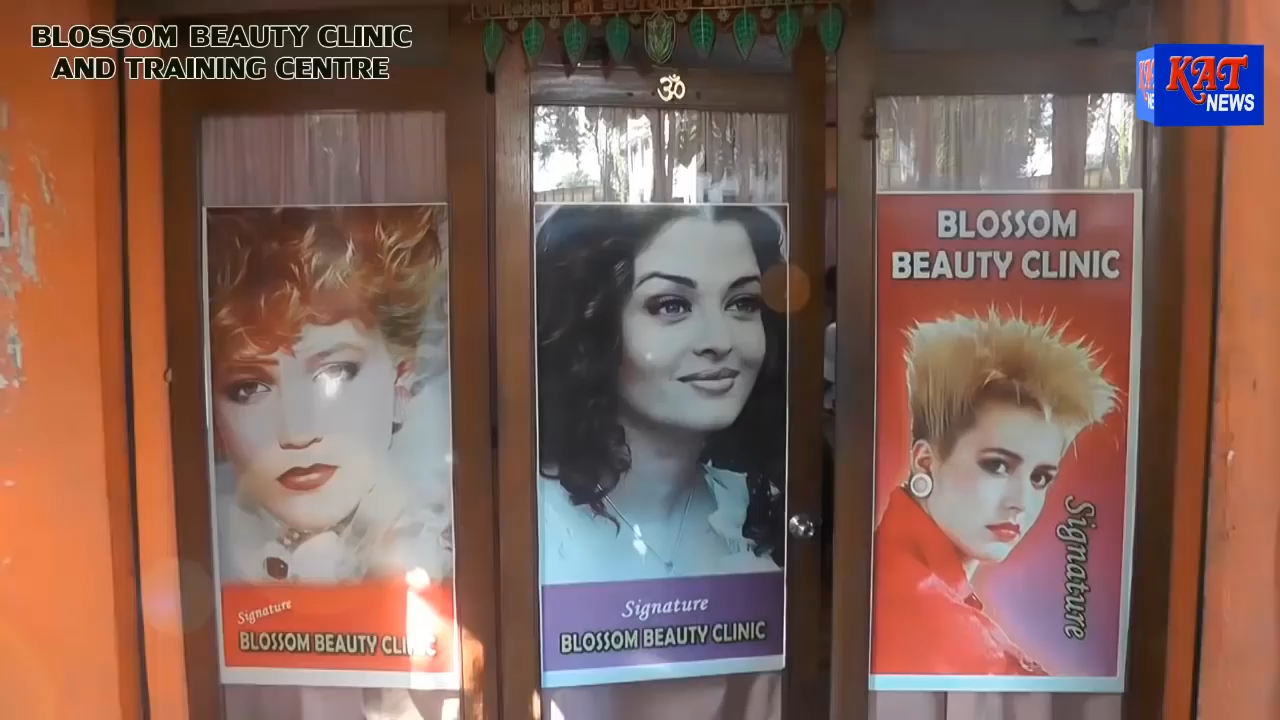 BLOSSOM BEAUTY CLINIC
AND TRAINING CENTRE
KAT
NEWS
ॐ
Signature
BLOSSOM BEAUTY CLINIC
Signature
BLOSSOM BEAUTY CLINIC
BLOSSOM
BEAUTY CLINIC
Signature